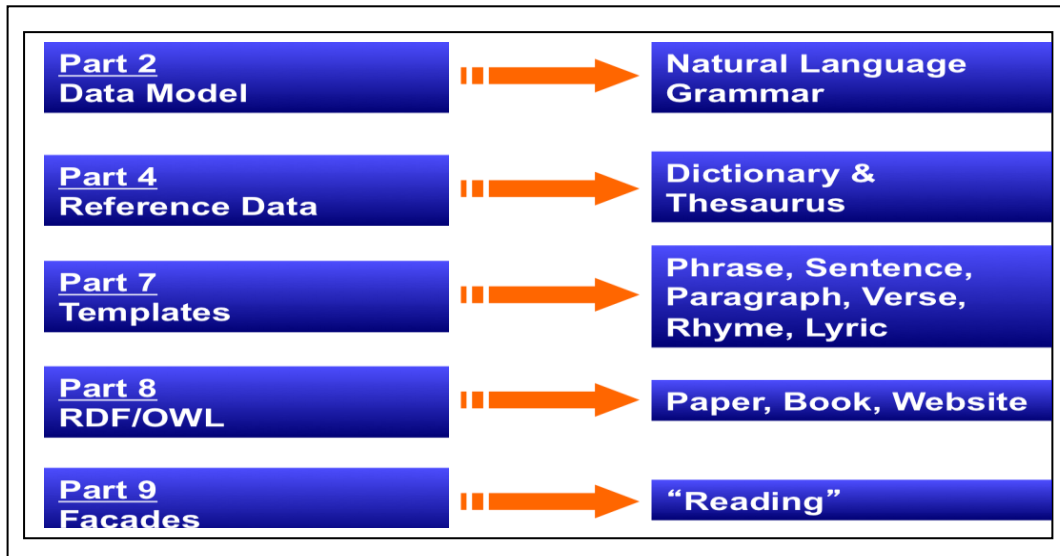 Part 2
Data Model
Natural Language
Grammar
Part 4
Reference Data
Dictionary &
Thesaurus
Part 7
Templates
Phrase, Sentence,
Paragraph, Verse,
Rhyme, Lyric
Part 8
RDF/OWL
Paper, Book, Website
Part 9
Facades
“Reading”